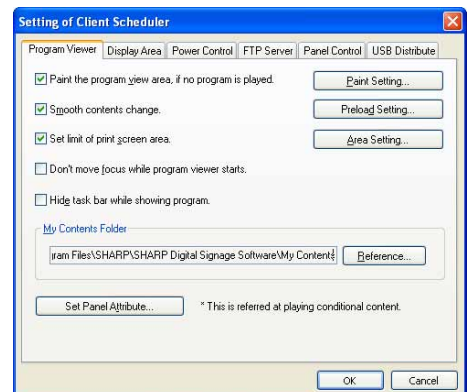 Setting of Client Scheduler
Program Viewer Display Area Power Control FTP Server Panel Control USB Distribute
Paint the program view area, if no program is played. Paint Setting...
Smooth contents change. Preload Setting...
Set limit of print screen area. Area Setting...
Don't move focus while program viewer starts.
Hide task bar while showing program.
My Contents Folder
ram Files\SHARP\SHARP Digital Signage Software\My Contents Reference...
Set Panel Attribute... * This is referred at playing conditional content.
OK Cancel